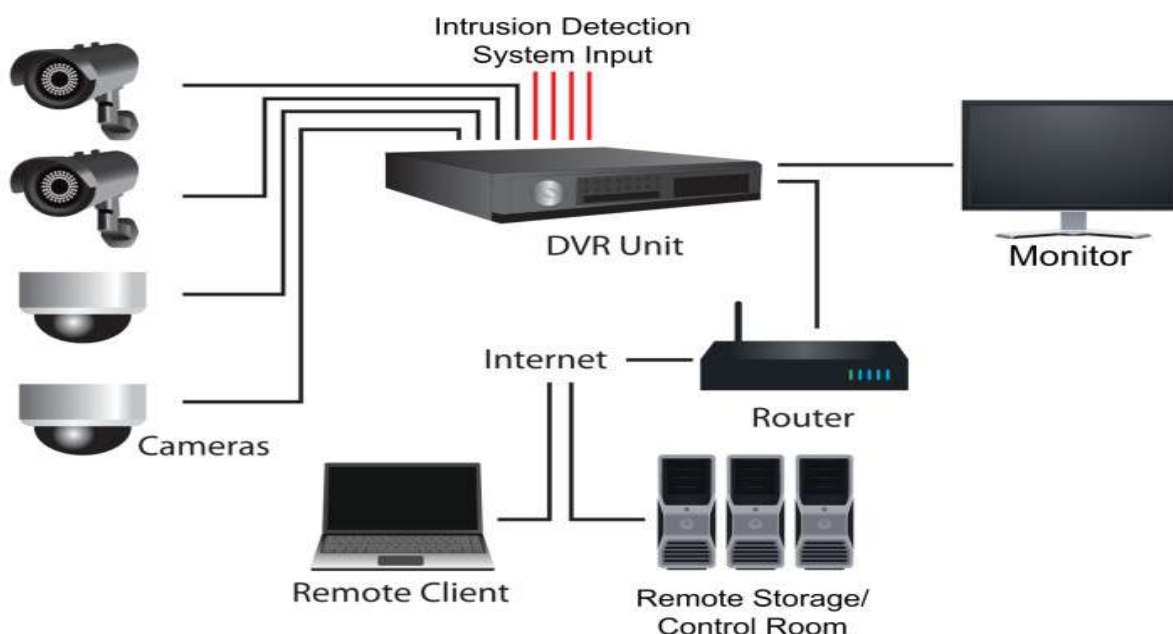 Intrusion Detection
System Input
DVR Unit
Monitor
Internet
Router
Cameras
Remote Client
Remote Storage/
Control Room